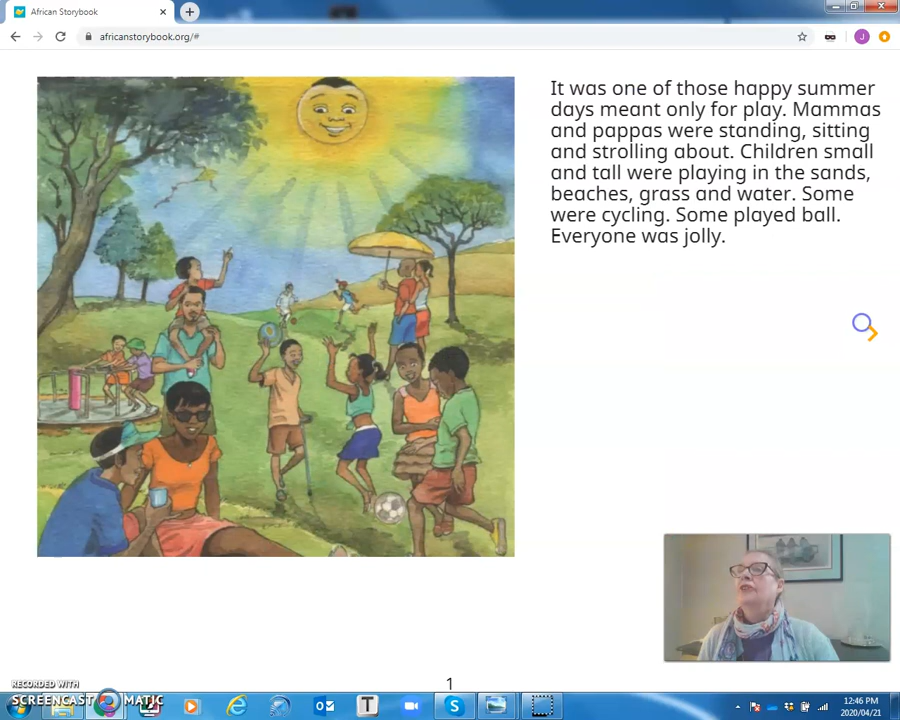 African Storybook
africanstorybook.org/#
J
It was one of those happy summer
days meant only for play. Mammas
and pappas were standing, sitting
and strolling about. Children small
and tall were playing in the sands,
beaches, grass and water. Some
were cycling. Some played ball.
Everyone was jolly.
1
RECORDED WITH
SCREENCAST MATIC
12:46 PM
2020/04/21